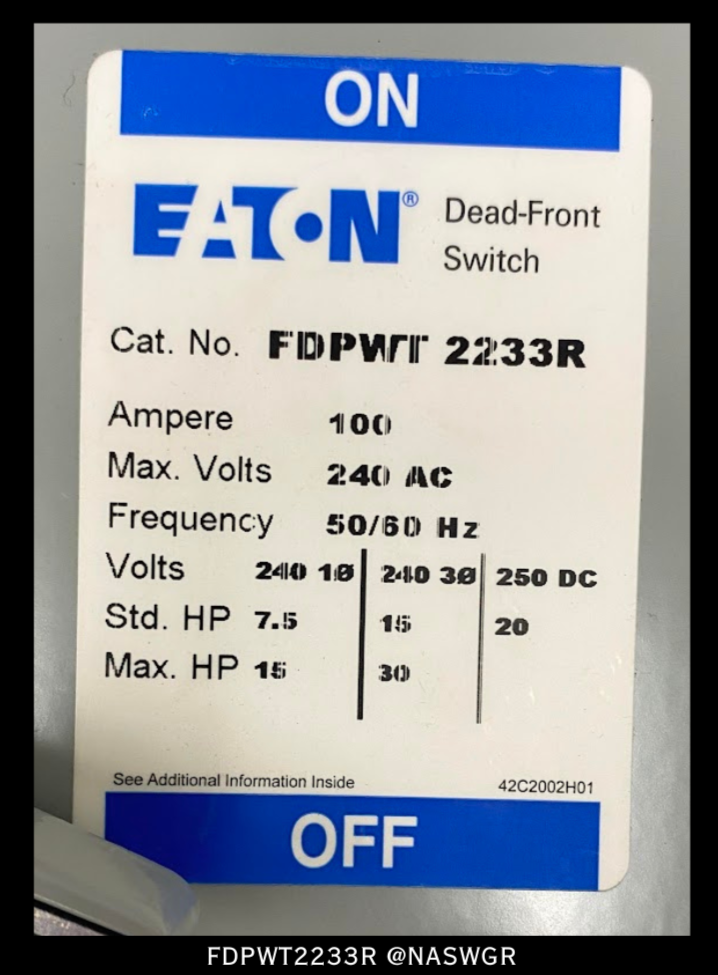 ON
EATON® Dead-Front
Switch
Cat. No. FDPWT 2233R
Ampere 100
Max. Volts 240 AC
Frequency 50/60 Hz
Volts 240 1Ø 240 3Ø 250 DC
Std. HP 7.5 15 20
Max. HP 15 30
See Additional Information Inside 42C2002H01
OFF
FDPWT2233R @NASWGR